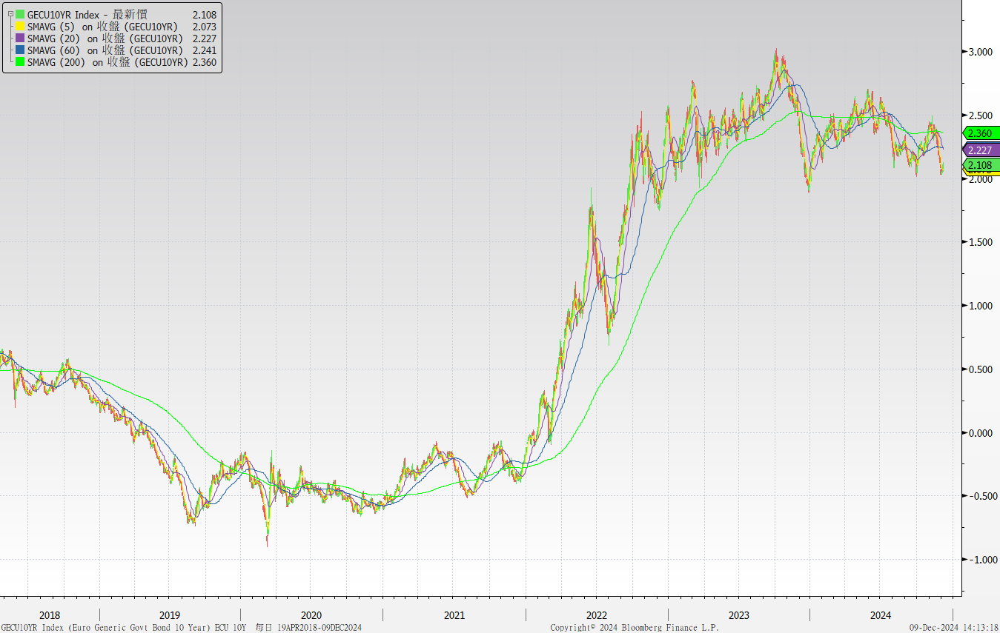 GECU10YR Index - 最新價 2.108
SMAVG (5) on 收盤 (GECU10YR) 2.073
SMAVG (20) on 收盤 (GECU10YR) 2.227
SMAVG (60) on 收盤 (GECU10YR) 2.241
SMAVG (200) on 收盤 (GECU10YR) 2.360
3.000
2.500
2.360
2.227
2.108
2.000
1.500
1.000
0.500
0.000
-0.500
-1.000
2018 2019 2020 2021 2022 2023 2024
GECU10YR Index (Euro Generic Govt Bond 10 Year) ECU 10Y 每日 19APR2018-09DEC2024 Copyright© 2024 Bloomberg Finance L.P. 09-Dec-2024 14:13:18